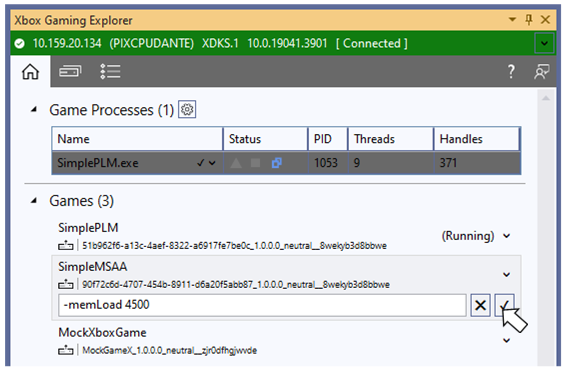 Xbox Gaming Explorer
10.159.20.134 (PIXCPUDANTE) XDKS.1 10.0.19041.3901 [ Connected ]
?
Game Processes (1)
Name Status PID Threads Handles
SimplePLM.exe 1053 9 371
Games (3)
SimplePLM
(Running)
51b962f6-a13c-4aef-8322-a6917fe7be0c_1.0.0.0_neutral__8wekyb3d8bbwe
SimpleMSAA
90f72c6d-4707-454b-8911-d6a20f5abb87_1.0.0.0_neutral__8wekyb3d8bbwe
-memLoad 4500
MockXboxGame
MockGameX_1.0.0.0_neutral__zjr0dfhgjwvde